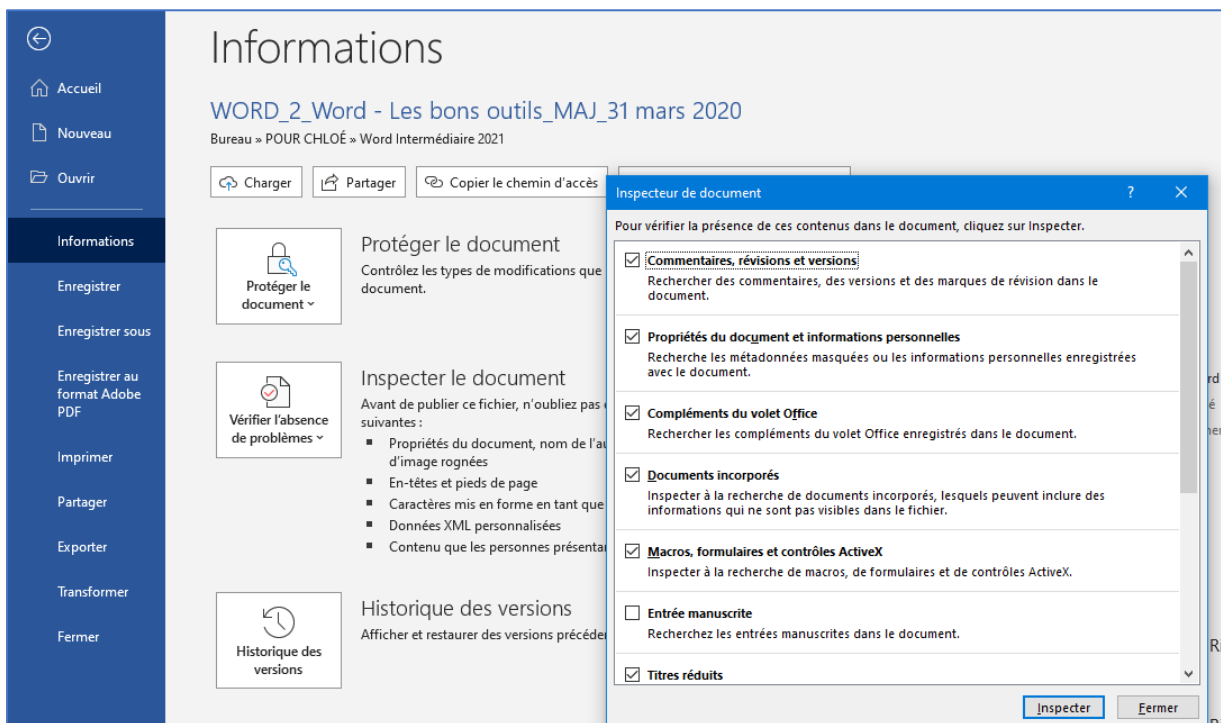 Informations
Accueil
WORD_2_Word - Les bons outils_MAJ_31 mars 2020
Nouveau
Bureau » POUR CHLOÉ » Word Intermédiaire 2021
Ouvrir
Charger
Partager
Copier le chemin d'accès
Informations
Enregistrer
Enregistrer sous
Enregistrer au
format Adobe
PDF
Imprimer
Partager
Exporter
Transformer
Fermer
Protéger le
document
Protéger le document
Contrôlez les types de modifications que
document.
Vérifier l'absence
de problèmes
Inspecter le document
Avant de publier ce fichier, n'oubliez pas
suivantes :
Propriétés du document, nom de l'au
d'image rognées
En-têtes et pieds de page
Caractères mis en forme en tant que
Données XML personnalisées
Contenu que les personnes présentan
Historique des
versions
Historique des versions
Afficher et restaurer des versions précéde
Inspecteur de document
?
Pour vérifier la présence de ces contenus dans le document, cliquez sur Inspecter.
Commentaires, révisions et versions
Rechercher des commentaires, des versions et des marques de révision dans le
document.
Propriétés du document et informations personnelles
Recherche les métadonnées masquées ou les informations personnelles enregistrées
avec le document.
Compléments du volet Office
Rechercher les compléments du volet Office enregistrés dans le document.
Documents incorporés
Inspecter à la recherche de documents incorporés, lesquels peuvent inclure des
informations qui ne sont pas visibles dans le fichier.
Macros, formulaires et contrôles ActiveX
Inspecter à la recherche de macros, de formulaires et de contrôles ActiveX.
Entrée manuscrite
Recherchez les entrées manuscrites dans le document.
Titres réduits
Inspecter
Fermer